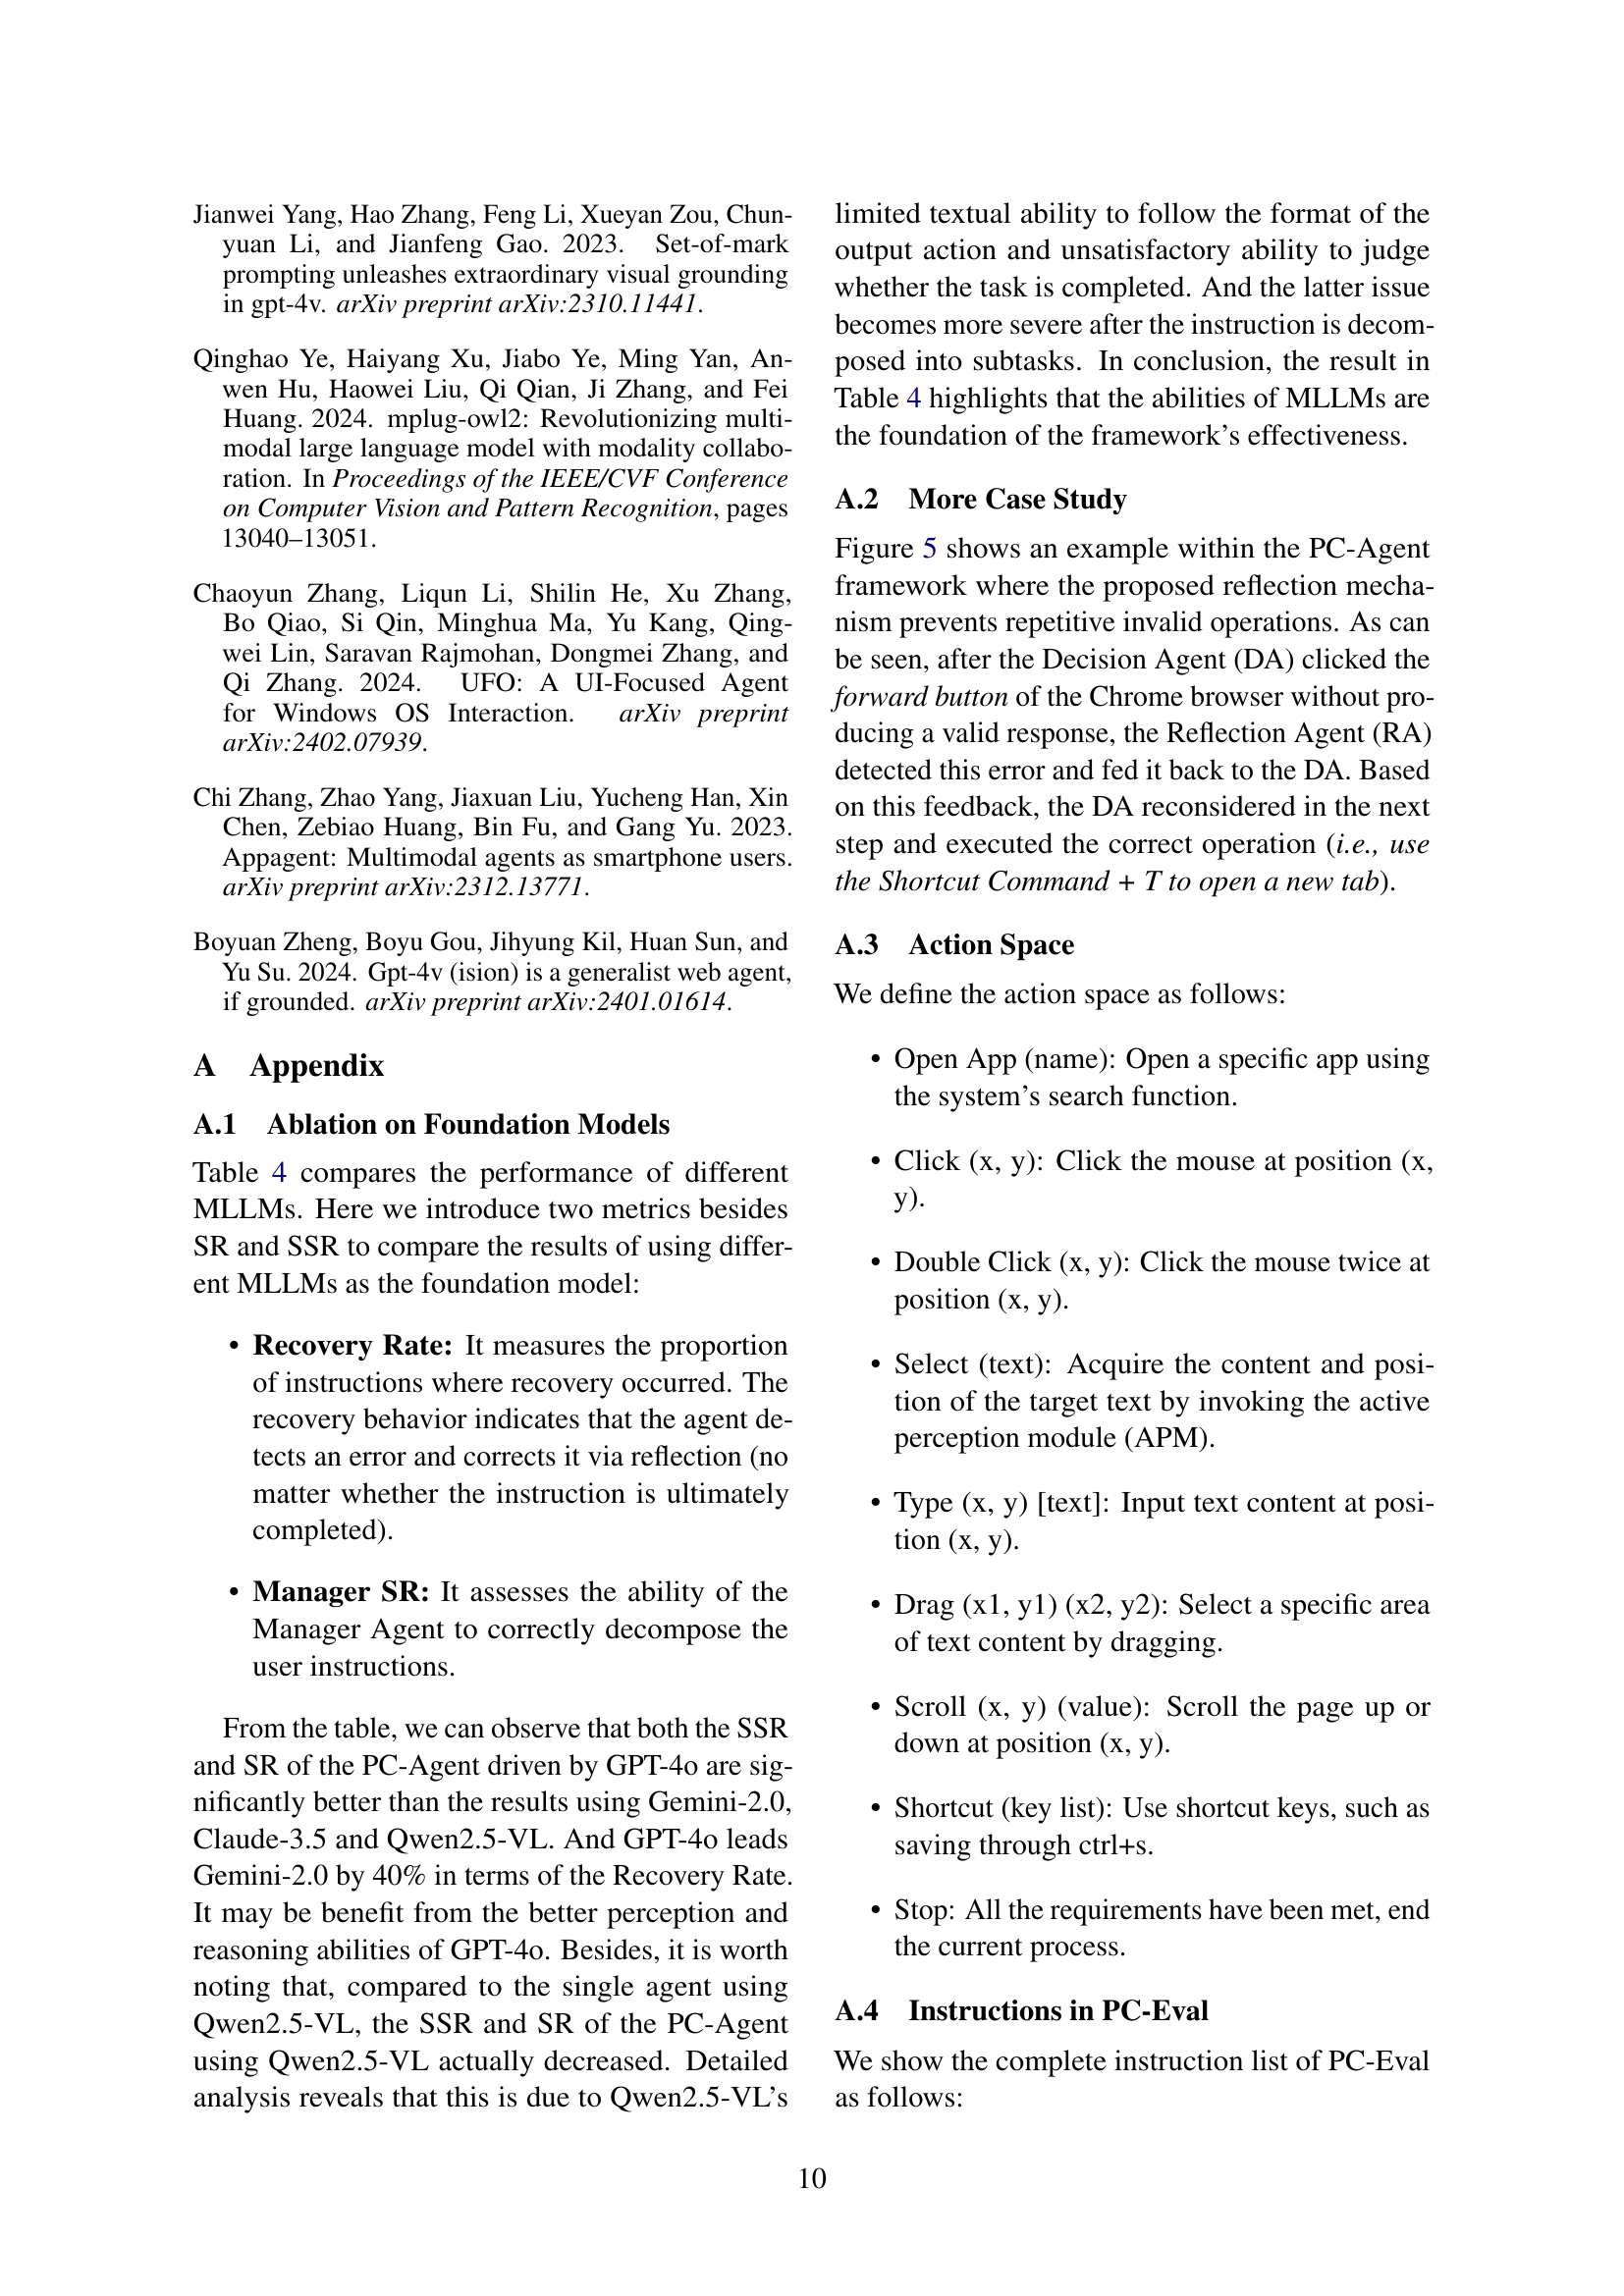 Jianwei Yang, Hao Zhang, Feng Li, Xueyan Zou, Chun-
yuan Li, and Jianfeng Gao. 2023. Set-of-mark
prompting unleashes extraordinary visual grounding
in gpt-4v. arXiv preprint arXiv:2310.11441.
Qinghao Ye, Haiyang Xu, Jiabo Ye, Ming Yan, An-
wen Hu, Haowei Liu, Qi Qian, Ji Zhang, and Fei
Huang. 2024. mplug-owl2: Revolutionizing multi-
modal large language model with modality collabo-
ration. In Proceedings of the IEEE/CVF Conference
on Computer Vision and Pattern Recognition, pages
13040–13051.
Chaoyun Zhang, Liqun Li, Shilin He, Xu Zhang,
Bo Qiao, Si Qin, Minghua Ma, Yu Kang, Qing-
wei Lin, Saravan Rajmohan, Dongmei Zhang, and
Qi Zhang. 2024. UFO: A UI-Focused Agent
for Windows OS Interaction. arXiv preprint
arXiv:2402.07939.
Chi Zhang, Zhao Yang, Jiaxuan Liu, Yucheng Han, Xin
Chen, Zebiao Huang, Bin Fu, and Gang Yu. 2023.
Appagent: Multimodal agents as smartphone users.
arXiv preprint arXiv:2312.13771.
Boyuan Zheng, Boyu Gou, Jihyung Kil, Huan Sun, and
Yu Su. 2024. Gpt-4v (ision) is a generalist web agent,
if grounded. arXiv preprint arXiv:2401.01614.
A Appendix
A.1 Ablation on Foundation Models
Table 4 compares the performance of different
MLLMs. Here we introduce two metrics besides
SR and SSR to compare the results of using differ-
ent MLLMs as the foundation model:
• Recovery Rate: It measures the proportion
of instructions where recovery occurred. The
recovery behavior indicates that the agent de-
tects an error and corrects it via reflection (no
matter whether the instruction is ultimately
completed).
• Manager SR: It assesses the ability of the
Manager Agent to correctly decompose the
user instructions.
From the table, we can observe that both the SSR
and SR of the PC-Agent driven by GPT-4o are sig-
nificantly better than the results using Gemini-2.0,
Claude-3.5 and Qwen2.5-VL. And GPT-4o leads
Gemini-2.0 by 40% in terms of the Recovery Rate.
It may be benefit from the better perception and
reasoning abilities of GPT-4o. Besides, it is worth
noting that, compared to the single agent using
Qwen2.5-VL, the SSR and SR of the PC-Agent
using Qwen2.5-VL actually decreased. Detailed
analysis reveals that this is due to Qwen2.5-VL's
limited textual ability to follow the format of the
output action and unsatisfactory ability to judge
whether the task is completed. And the latter issue
becomes more severe after the instruction is decom-
posed into subtasks. In conclusion, the result in
Table 4 highlights that the abilities of MLLMs are
the foundation of the framework's effectiveness.
A.2 More Case Study
Figure 5 shows an example within the PC-Agent
framework where the proposed reflection mecha-
nism prevents repetitive invalid operations. As can
be seen, after the Decision Agent (DA) clicked the
forward button of the Chrome browser without pro-
ducing a valid response, the Reflection Agent (RA)
detected this error and fed it back to the DA. Based
on this feedback, the DA reconsidered in the next
step and executed the correct operation (i.e., use
the Shortcut Command + T to open a new tab).
A.3 Action Space
We define the action space as follows:
• Open App (name): Open a specific app using
the system's search function.
• Click (x, y): Click the mouse at position (x,
y).
• Double Click (x, y): Click the mouse twice at
position (x, y).
• Select (text): Acquire the content and posi-
tion of the target text by invoking the active
perception module (APM).
• Type (x, y) [text]: Input text content at posi-
tion (x, y).
• Drag (x1, y1) (x2, y2): Select a specific area
of text content by dragging.
• Scroll (x, y) (value): Scroll the page up or
down at position (x, y).
• Shortcut (key list): Use shortcut keys, such as
saving through ctrl+s.
• Stop: All the requirements have been met, end
the current process.
A.4 Instructions in PC-Eval
We show the complete instruction list of PC-Eval
as follows:
10